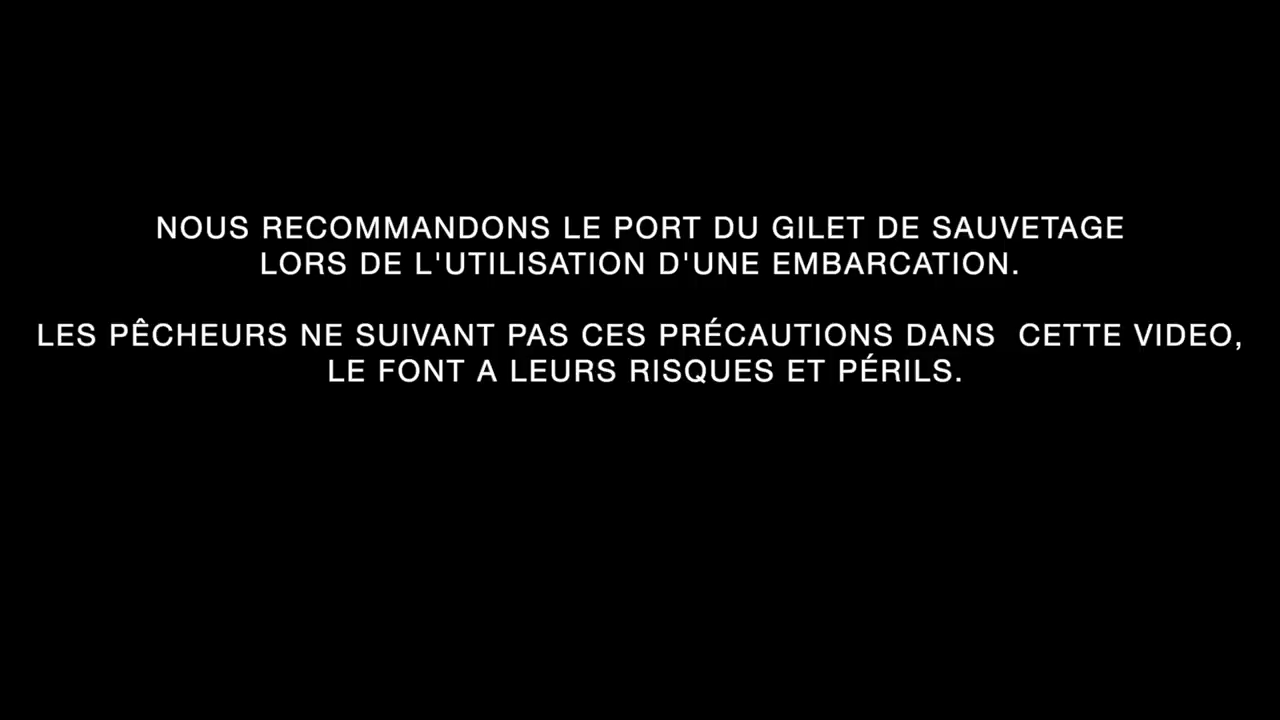 NOUS RECOMMANDONS LE PORT DU GILET DE SAUVETAGE
LORS DE L'UTILISATION D'UNE EMBARCATION.
LES PÊCHEURS NE SUIVANT PAS CES PRÉCAUTIONS DANS  CETTE VIDEO,
LE FONT A LEURS RISQUES ET PÉRILS.